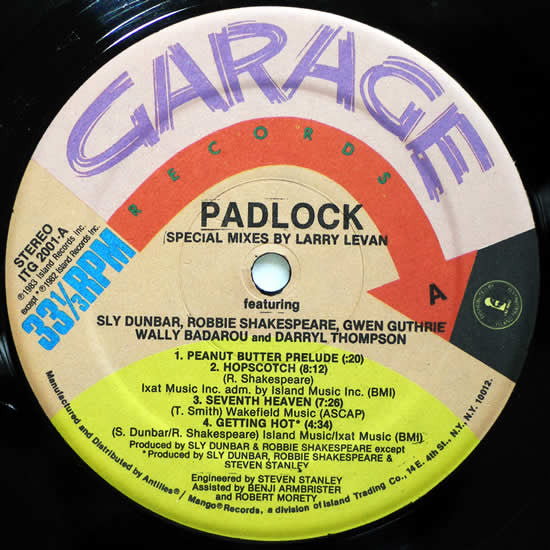 GARAGE
RECORDS
PADLOCK
SPECIAL MIXES BY LARRY LEVAN
STEREO
ITG 2001-A
℗1983 Island Records Inc.
except *℗1982 Island Records Inc.
33⅓ RPM
A
featuring
SLY DUNBAR, ROBBIE SHAKESPEARE, GWEN GUTHRIE
WALLY BADAROU and DARRYL THOMPSON
1. PEANUT BUTTER PRELUDE (:20)
2. HOPSCOTCH (8:12)
(R. Shakespeare)
Ixat Music Inc. adm. by Island Music Inc. (BMI)
3. SEVENTH HEAVEN (7:26)
(T. Smith) Wakefield Music (ASCAP)
4. GETTING HOT* (4:34)
(S. Dunbar/R. Shakespeare) Island Music/Ixat Music (BMI)
Produced by SLY DUNBAR & ROBBIE SHAKESPEARE except
*Produced by SLY DUNBAR, ROBBIE SHAKESPEARE &
STEVEN STANLEY
Engineered by STEVEN STANLEY
Assisted by BENJI ARMBRISTER
and ROBERT MORETY
Manufactured and Distributed by Antilles®/Mango® Records, a division of Island Trading Co., 14 E. 4th St., N.Y., N.Y. 10012.